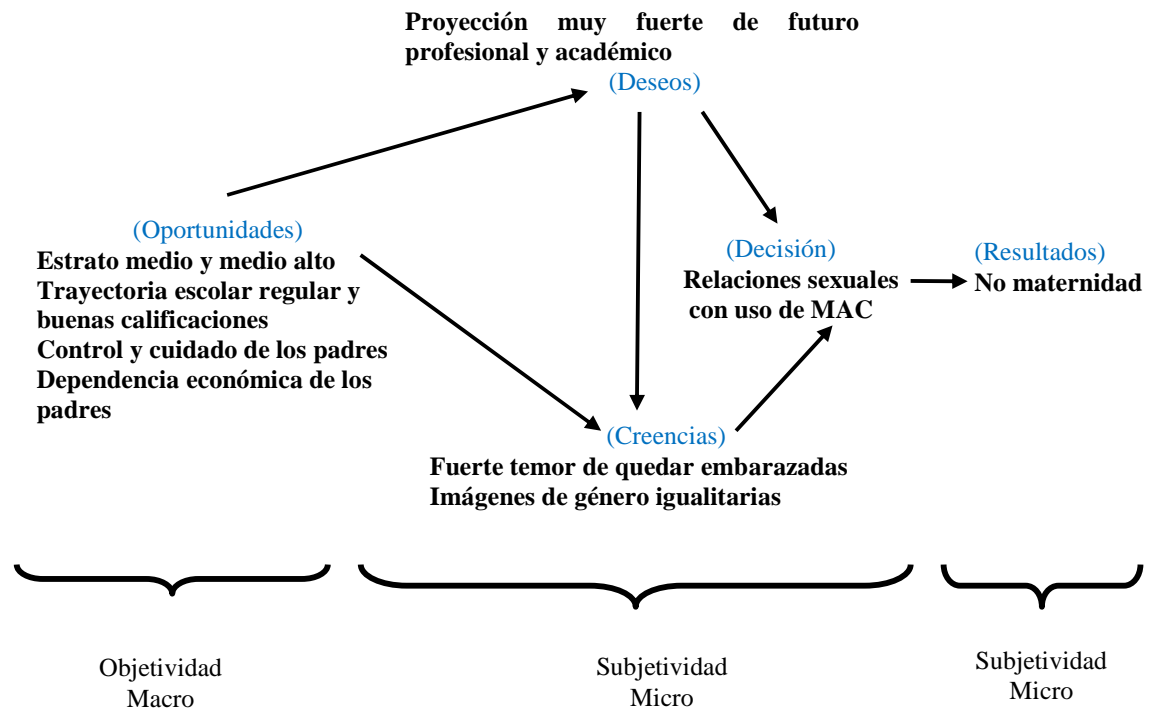 Proyección muy fuerte de futuro
profesional y académico
(Deseos)
(Oportunidades)
Estrato medio y medio alto
Trayectoria escolar regular y
buenas calificaciones
Control y cuidado de los padres
Dependencia económica de los
padres
(Decisión)
Relaciones sexuales
con uso de MAC
(Resultados)
No maternidad
(Creencias)
Fuerte temor de quedar embarazadas
Imágenes de género igualitarias
Objetividad
Macro
Subjetividad
Micro
Subjetividad
Micro